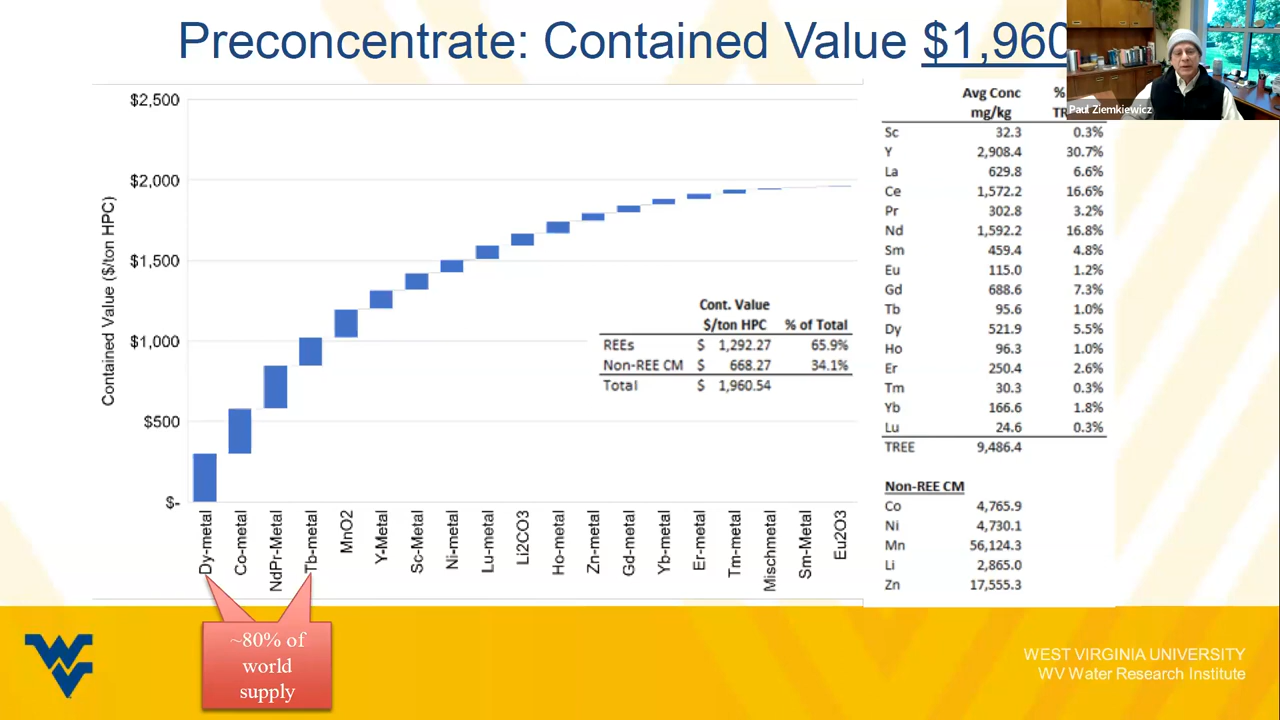 Preconcentrate: Contained Value $1,960
Paul Ziemkiewicz
Contained Value ($/ton HPC)
$2,500
$2,000
$1,500
$1,000
$500
$-
Dy-metal
Co-metal
NdPr-Metal
Tb-metal
MnO2
Y-Metal
Sc-Metal
Ni-metal
Lu-metal
Li2CO3
Ho-metal
Zn-metal
Gd-metal
Yb-metal
Er-metal
Tm-metal
Mischmetal
Sm-Metal
Eu2O3
Cont. Value
$/ton HPC % of Total
REEs $ 1,292.27 65.9%
Non-REE CM $ 668.27 34.1%
Total $ 1,960.54
Avg Conc %
mg/kg
Sc 32.3 0.3%
Y 2,908.4 30.7%
La 629.8 6.6%
Ce 1,572.2 16.6%
Pr 302.8 3.2%
Nd 1,592.2 16.8%
Sm 459.4 4.8%
Eu 115.0 1.2%
Gd 688.6 7.3%
Tb 95.6 1.0%
Dy 521.9 5.5%
Ho 96.3 1.0%
Er 250.4 2.6%
Tm 30.3 0.3%
Yb 166.6 1.8%
Lu 24.6 0.3%
TREE 9,486.4
Non-REE CM
Co 4,765.9
Ni 4,730.1
Mn 56,124.3
Li 2,865.0
Zn 17,555.3
~80% of
world
supply
WV
WEST VIRGINIA UNIVERSITY
WV Water Research Institute